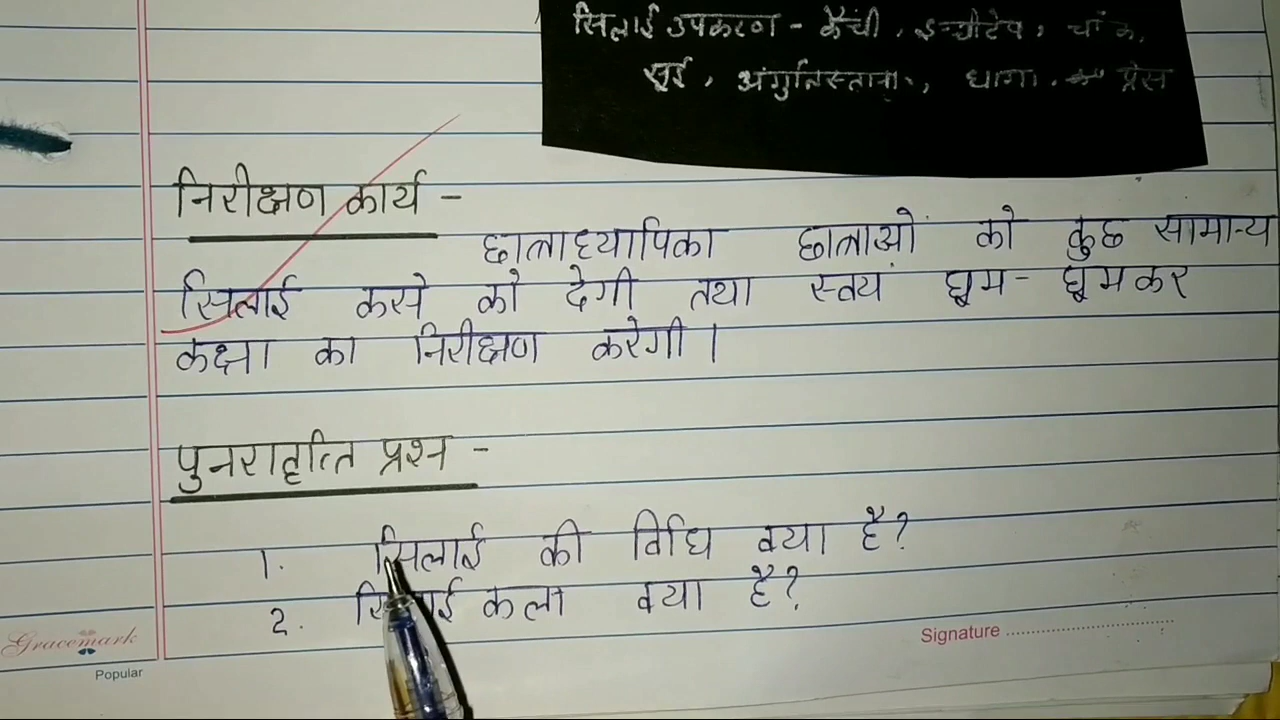 सिलाई उपकरण - कैंची, इन्चीटेप, चॉक,
सूई, अंगुलिस्ताना, धागा, प्रेस
निरीक्षण कार्य -
छात्राध्यापिका छात्राओं को कुछ सामान्य
सिलाई करने को देगी तथा स्वयं घूम-घूमकर
कक्षा का निरीक्षण करेगी।
पुनरावृत्ति प्रश्न -
1. सिलाई की विधि क्या है?
2. सिलाई कला क्या है?
Gracemark
Popular
Signature